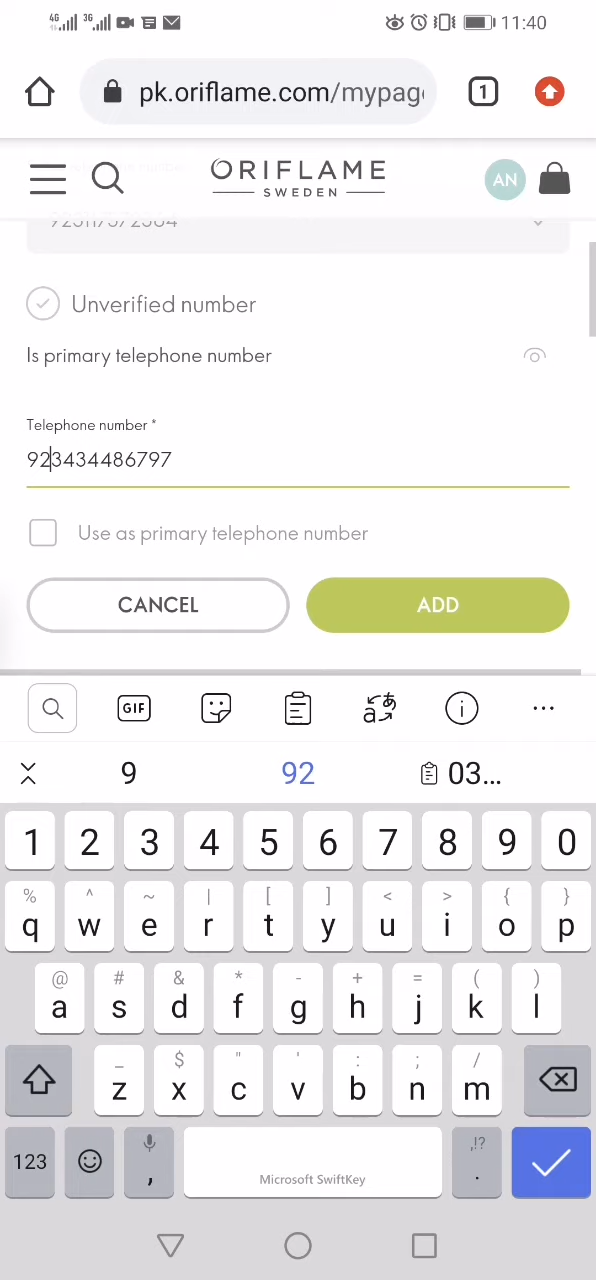 4G 3G 11:40
pk.oriflame.com/mypag
1
ORIFLAME
SWEDEN
AN
Unverified number
Is primary telephone number
Telephone number *
923434486797
Use as primary telephone number
CANCEL ADD
GIF
9 92 03...
1 2 3 4 5 6 7 8 9 0
% ^ ~ | [ ] < > { }
q w e r t y u i o p
@ # & * - + = ( )
a s d f g h j k l
_ $ " ' : ; /
z x c v b n m
,!?
123 , Microsoft SwiftKey .